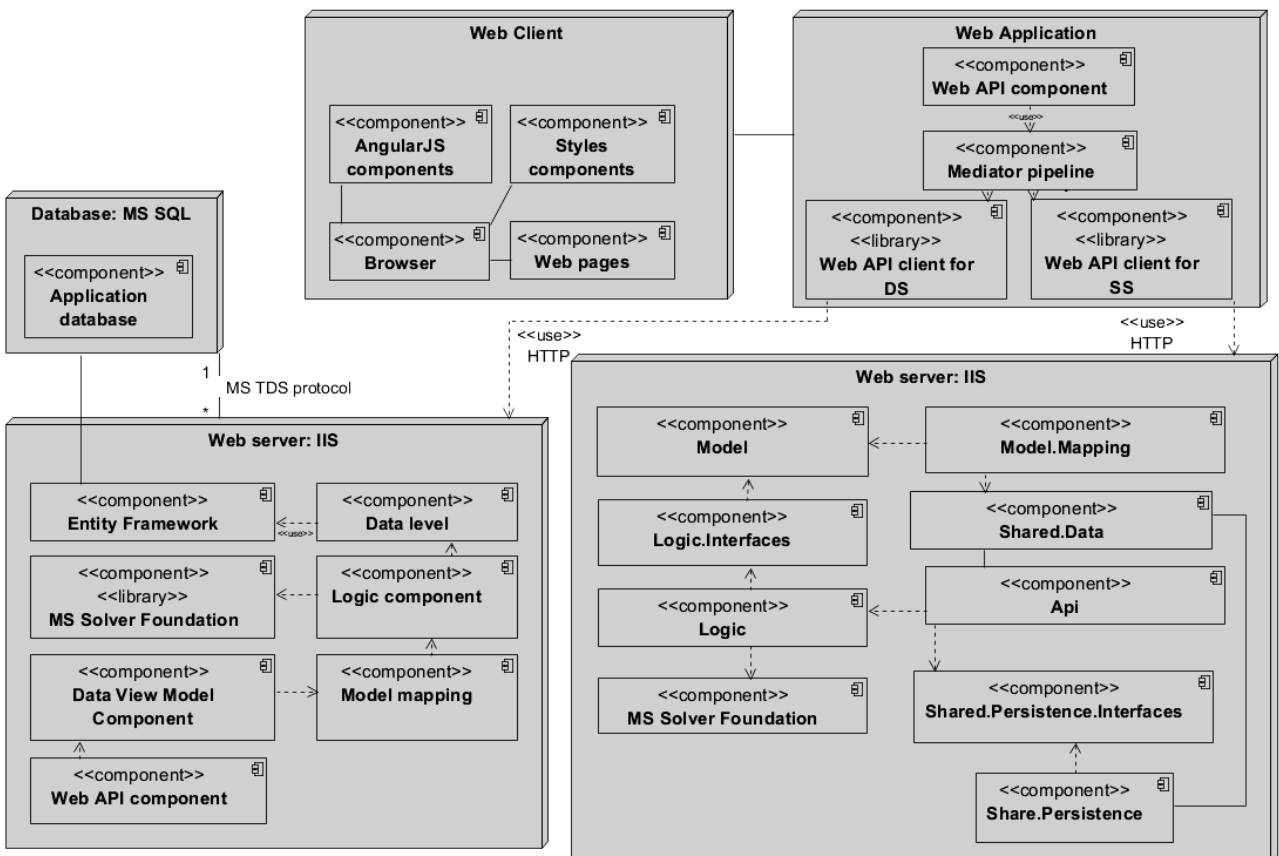 Web Client
<<component>>
AngularJS
components
<<component>>
Styles
components
<<component>>
Browser
<<component>>
Web pages
Web Application
<<component>>
Web API component
<<use>>
<<component>>
Mediator pipeline
<<component>>
<<library>>
Web API client for
DS
<<component>>
<<library>>
Web API client for
SS
Database: MS SQL
<<component>>
Application
database
1
MS TDS protocol
*
<<use>>
HTTP
<<use>>
HTTP
Web server: IIS
<<component>>
Entity Framework
<<use>>
<<component>>
Data level
<<component>>
<<library>>
MS Solver Foundation
<<component>>
Logic component
<<component>>
Data View Model
Component
<<component>>
Model mapping
<<component>>
Web API component
Web server: IIS
<<component>>
Model
<<component>>
Model.Mapping
<<component>>
Logic.Interfaces
<<component>>
Shared.Data
<<component>>
Logic
<<component>>
Api
<<component>>
MS Solver Foundation
<<component>>
Shared.Persistence.Interfaces
<<component>>
Share.Persistence